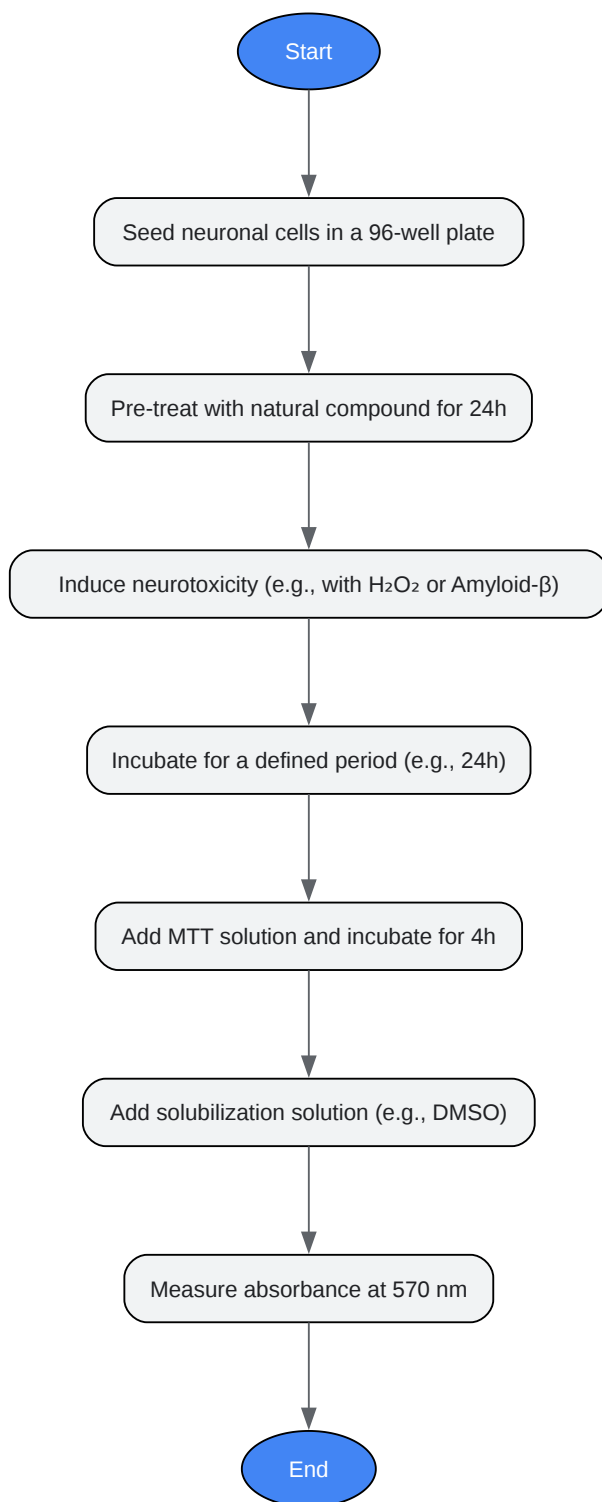 Start
Seed neuronal cells in a 96-well plate
Pre-treat with natural compound for 24h
Induce neurotoxicity (e.g., with H₂O₂ or Amyloid-β)
Incubate for a defined period (e.g., 24h)
Add MTT solution and incubate for 4h
Add solubilization solution (e.g., DMSO)
Measure absorbance at 570 nm
End